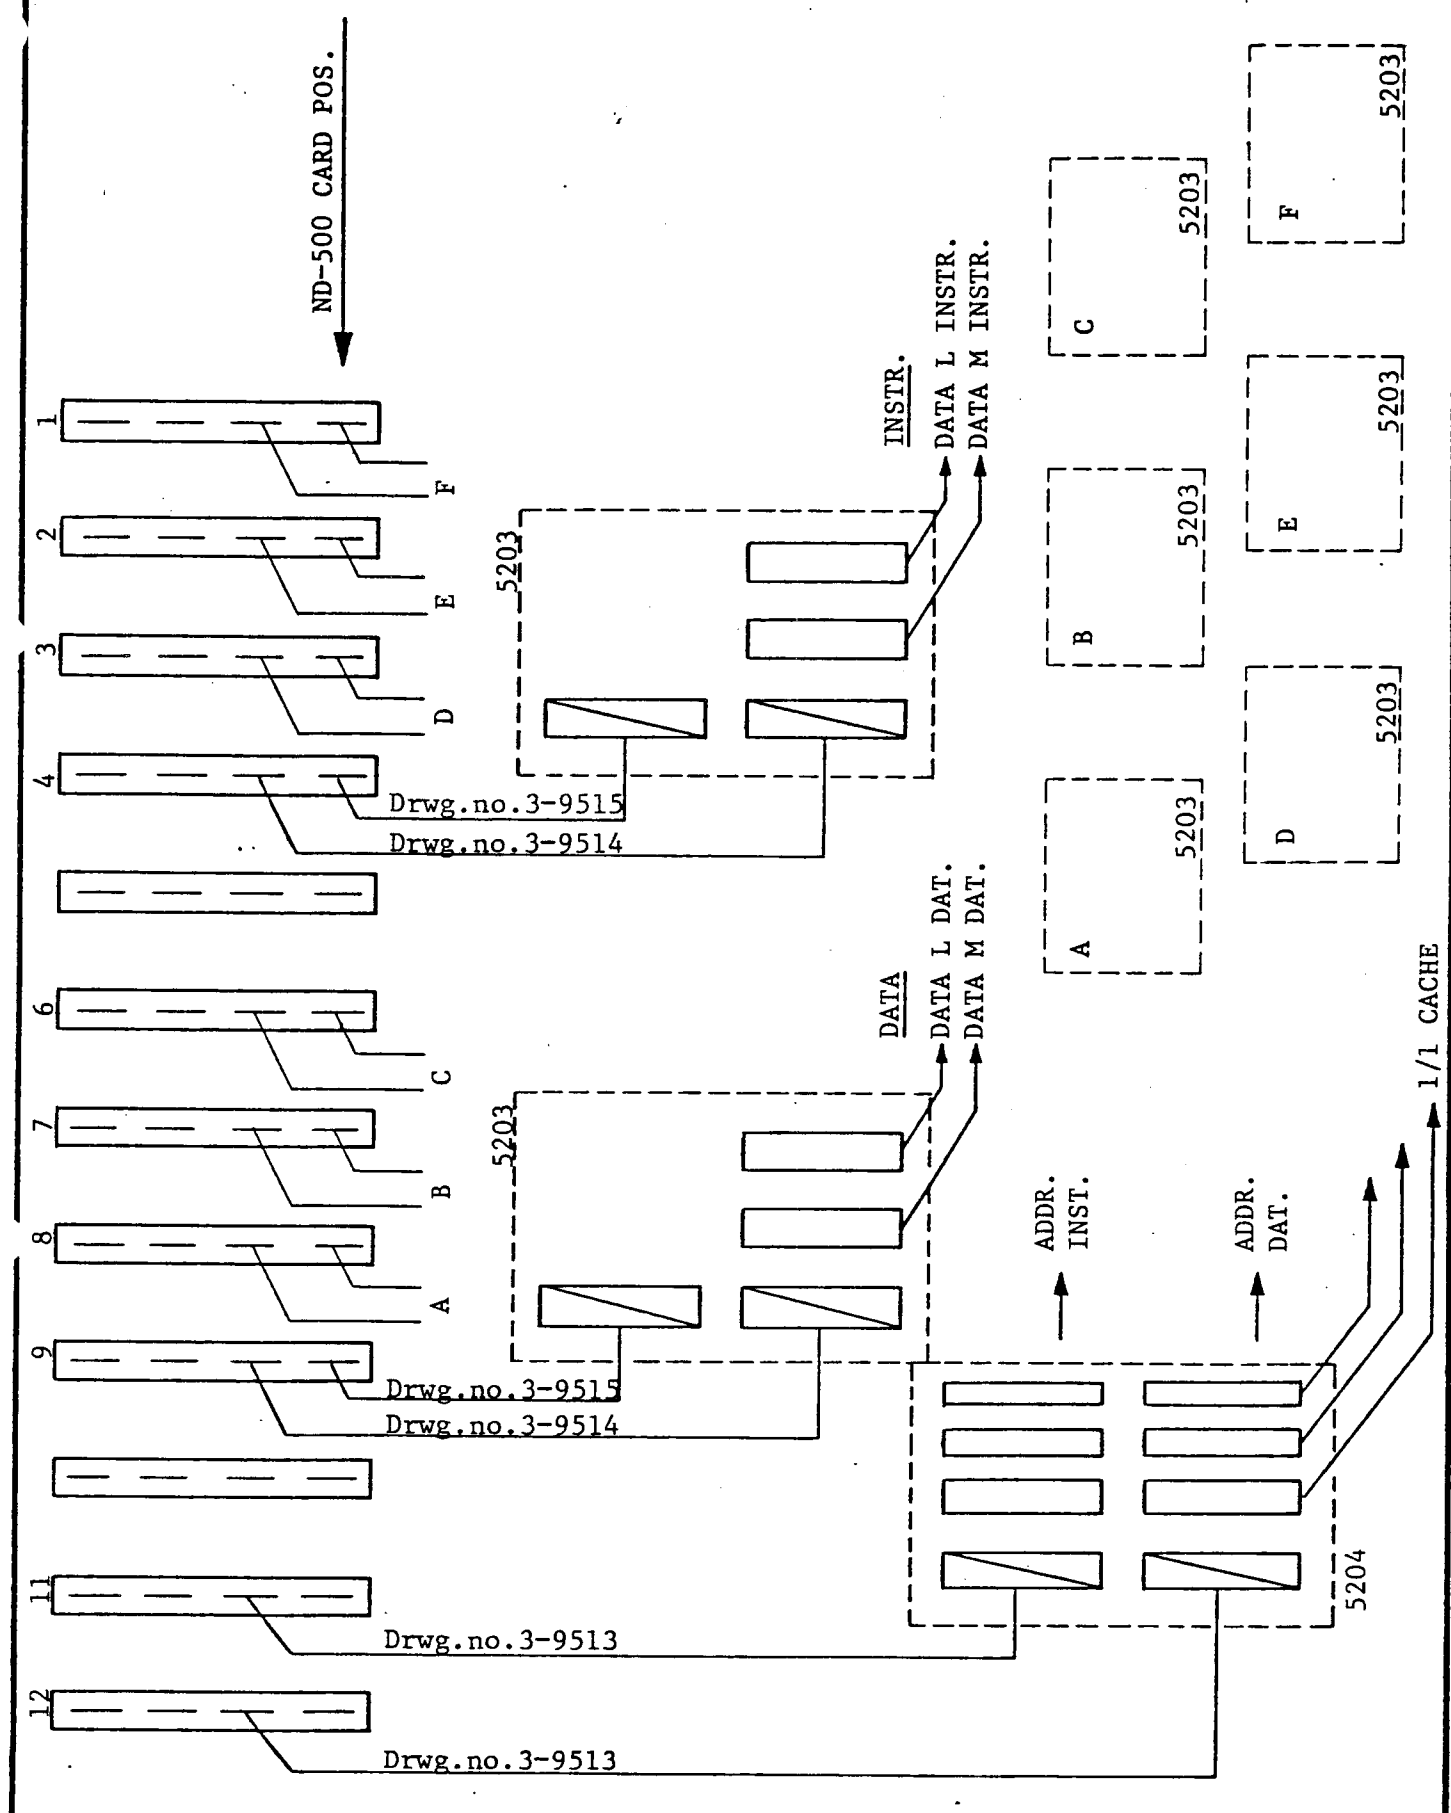 ND-500 CARD POS.
12
11
9
8
7
6
4
3
2
1
A
B
C
D
E
F
Drwg.no.3-9513
Drwg.no.3-9513
Drwg.no.3-9514
Drwg.no.3-9515
Drwg.no.3-9514
Drwg.no.3-9515
5203
5203
DATA
DATA L DAT.
DATA M DAT.
INSTR.
DATA L INSTR.
DATA M INSTR.
ADDR.
INST.
ADDR.
DAT.
5204
1/1 CACHE
A
5203
B
5203
C
5203
D
5203
E
5203
F
5203